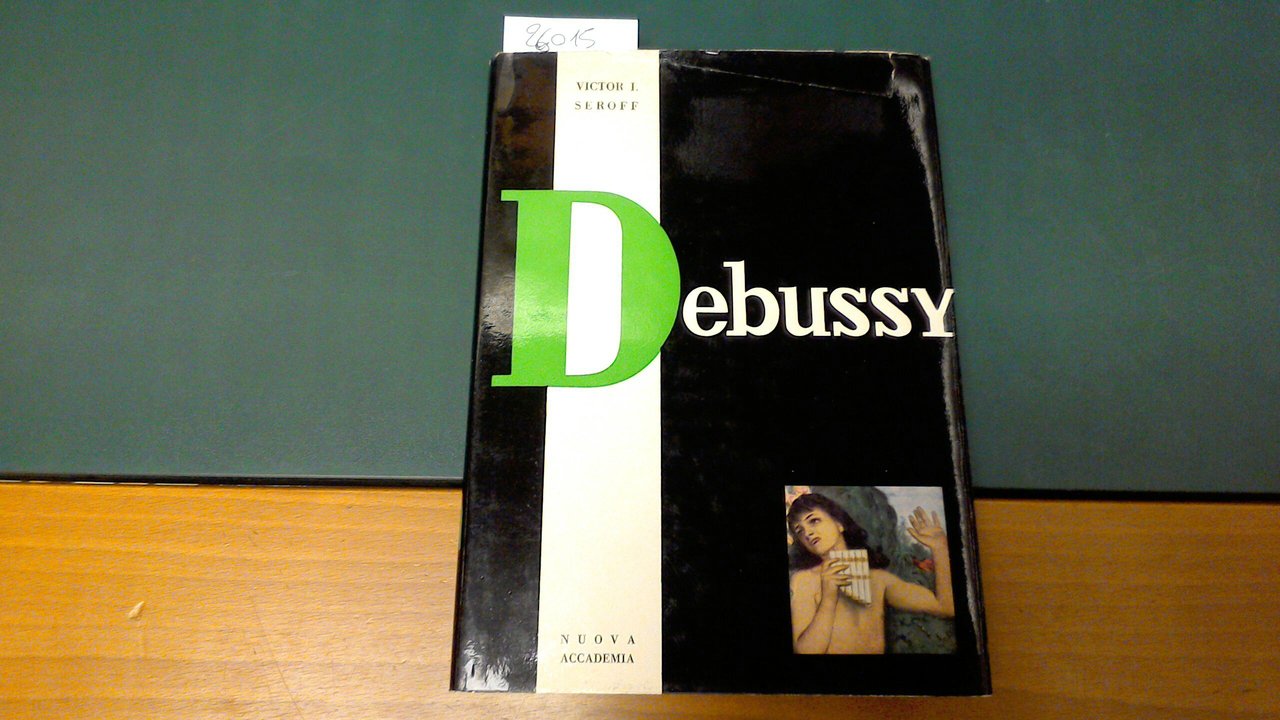 26015
VICTOR I.
SEROFF
Debussy
NUOVA
ACCADEMIA